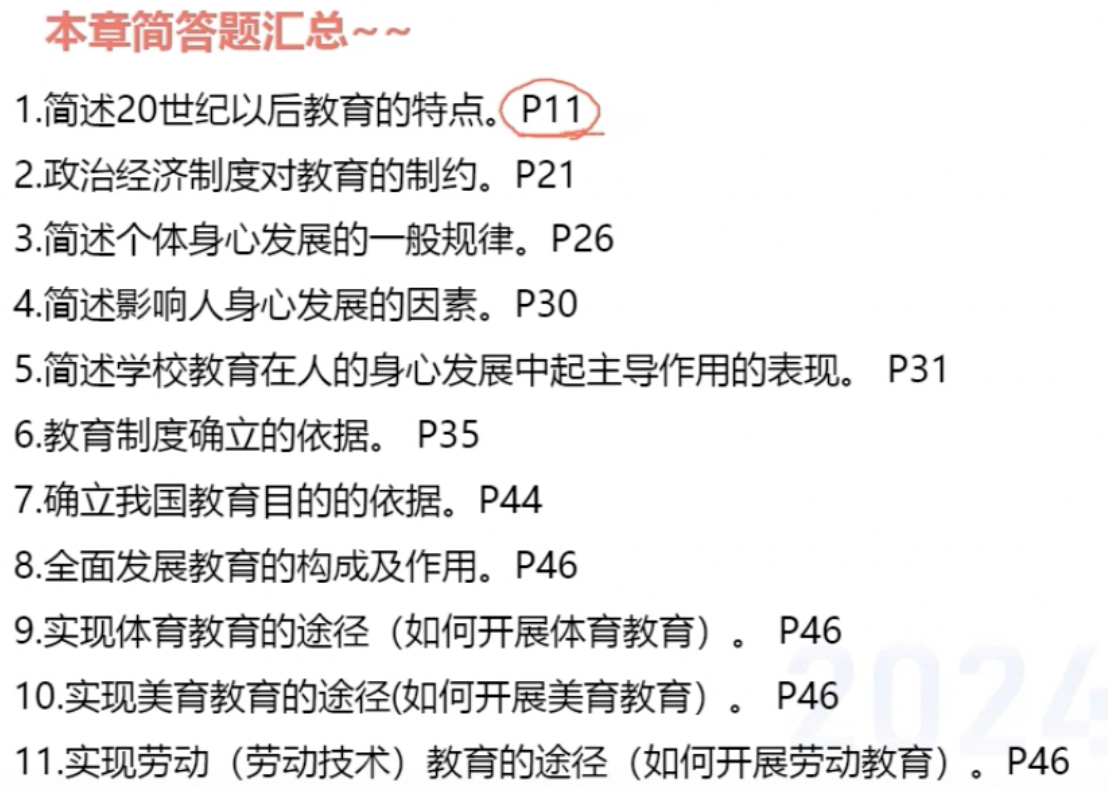 本章简答题汇总~~
1.简述20世纪以后教育的特点。P11
2.政治经济制度对教育的制约。P21
3.简述个体身心发展的一般规律。P26
4.简述影响人身心发展的因素。P30
5.简述学校教育在人的身心发展中起主导作用的表现。 P31
6.教育制度确立的依据。 P35
7.确立我国教育目的的依据。P44
8.全面发展教育的构成及作用。P46
9.实现体育教育的途径（如何开展体育教育）。 P46
10.实现美育教育的途径(如何开展美育教育）。 P46
11.实现劳动（劳动技术）教育的途径（如何开展劳动教育）。P46
2024